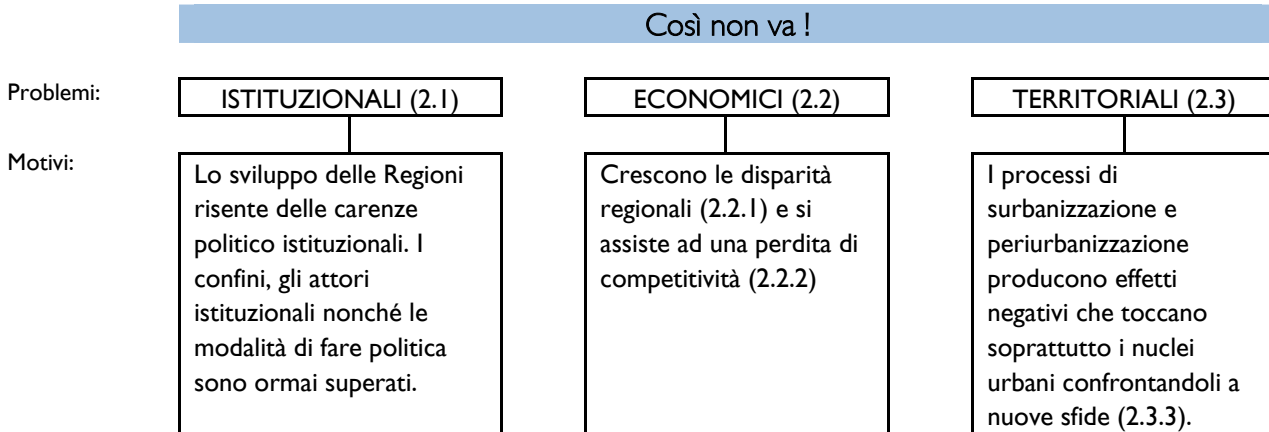 Così non va !
Problemi:
ISTITUZIONALI (2.1)
ECONOMICI (2.2)
TERRITORIALI (2.3)
Motivi:
Lo sviluppo delle Regioni
risente delle carenze
politico istituzionali. I
confini, gli attori
istituzionali nonché le
modalità di fare politica
sono ormai superati.
Crescono le disparità
regionali (2.2.1) e si
assiste ad una perdita di
competitività (2.2.2)
I processi di
surbanizzazione e
periurbanizzazione
producono effetti
negativi che toccano
soprattutto i nuclei
urbani confrontandoli a
nuove sfide (2.3.3).